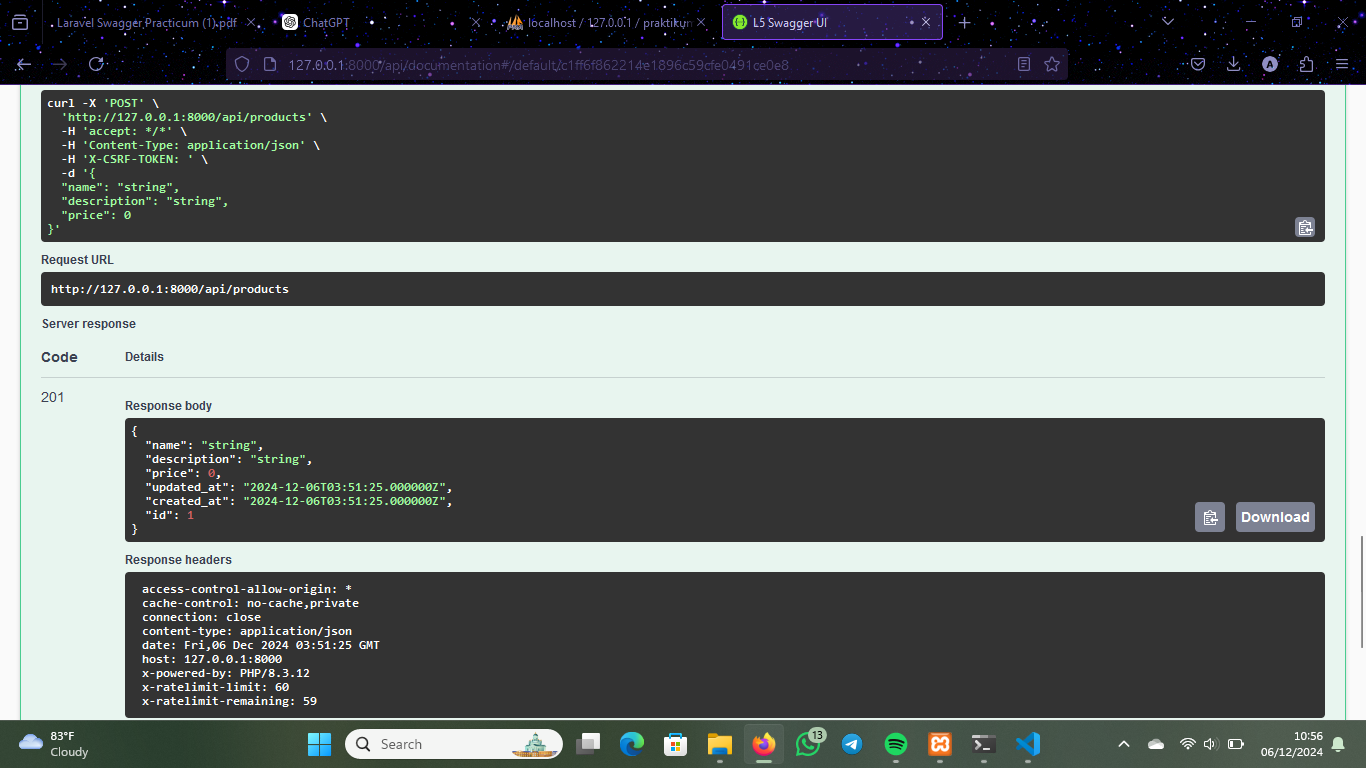 Laravel Swagger Practicum (1).pdf
ChatGPT
localhost / 127.0.0.1 / praktikun
L5 Swagger UI
127.0.0.1:8000/api/documentation#/default/c1ff6f862214e1896c59cfe0491ce0e8
curl -X 'POST' \
'http://127.0.0.1:8000/api/products' \
-H 'accept: */*' \
-H 'Content-Type: application/json' \
-H 'X-CSRF-TOKEN: ' \
-d '{
"name": "string",
"description": "string",
"price": 0
}'
Request URL
http://127.0.0.1:8000/api/products
Server response
Code Details
201
Response body
{
"name": "string",
"description": "string",
"price": 0,
"updated_at": "2024-12-06T03:51:25.000000Z",
"created_at": "2024-12-06T03:51:25.000000Z",
"id": 1
}
Download
Response headers
access-control-allow-origin: *
cache-control: no-cache,private
connection: close
content-type: application/json
date: Fri,06 Dec 2024 03:51:25 GMT
host: 127.0.0.1:8000
x-powered-by: PHP/8.3.12
x-ratelimit-limit: 60
x-ratelimit-remaining: 59
83°F
Cloudy
Search
13
10:56
06/12/2024